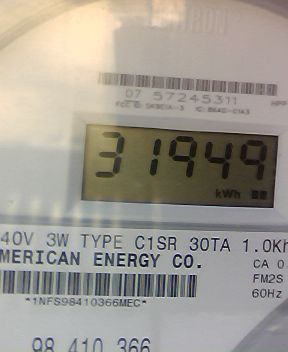 07 57245311
31949
kWh
40V 3W TYPE C1SR 30TA 1.0Kh
MERICAN ENERGY CO.
CA 0.
FM2S
60Hz
*1NFS98410366MEC*
98 410 366